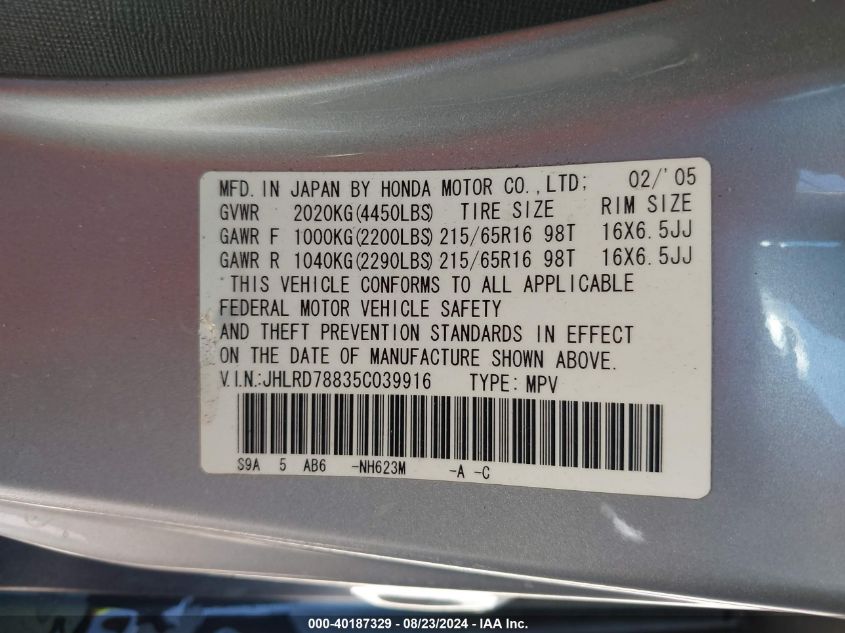 MFD. IN JAPAN BY HONDA MOTOR CO.,LTD; 02/'05
GVWR 2020KG(4450LBS) TIRE SIZE RIM SIZE
GAWR F 1000KG(2200LBS) 215/65R16 98T 16X6.5JJ
GAWR R 1040KG(2290LBS) 215/65R16 98T 16X6.5JJ
THIS VEHICLE CONFORMS TO ALL APPLICABLE
FEDERAL MOTOR VEHICLE SAFETY
AND THEFT PREVENTION STANDARDS IN EFFECT
ON THE DATE OF MANUFACTURE SHOWN ABOVE.
V.I.N.:JHLRD78835C039916 TYPE: MPV
S9A 5 AB6 -NH623M -A -C
000-40187329 - 08/23/2024 - IAA Inc.